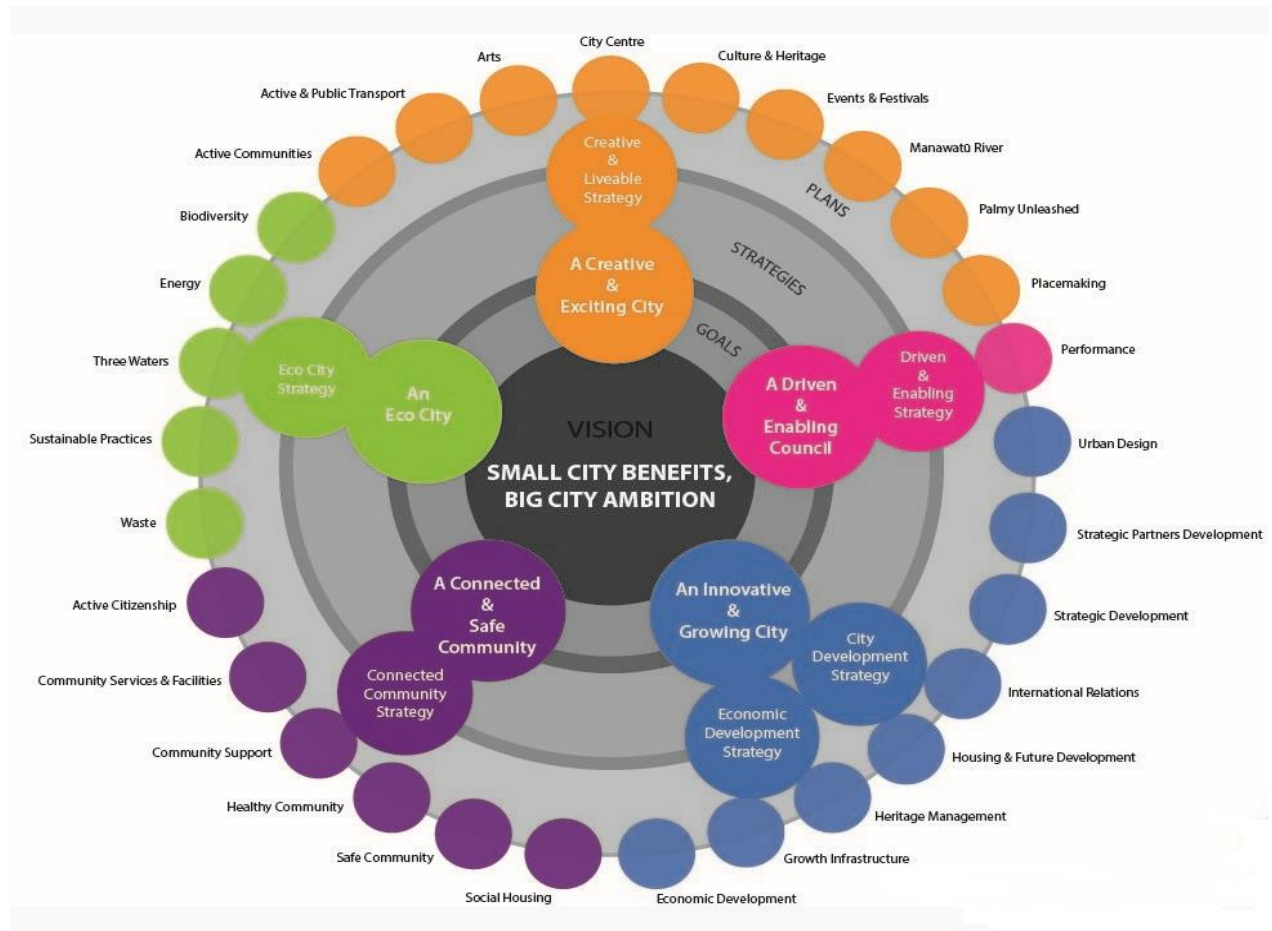 City Centre
Arts
Culture & Heritage
Active & Public Transport
Events & Festivals
Active Communities
Manawatū River
Biodiversity
Palmy Unleashed
Energy
Placemaking
Three Waters
Performance
Sustainable Practices
Urban Design
Waste
Strategic Partners Development
Active Citizenship
Strategic Development
Community Services & Facilities
International Relations
Community Support
Housing & Future Development
Healthy Community
Heritage Management
Safe Community
Growth Infrastructure
Social Housing
Economic Development
PLANS
STRATEGIES
GOALS
Creative
&
Liveable
Strategy
A Creative
&
Exciting City
Eco City
Strategy
An
Eco City
A Driven
&
Enabling
Council
Driven
&
Enabling
Strategy
VISION
SMALL CITY BENEFITS,
BIG CITY AMBITION
A Connected
&
Safe
Community
Connected
Community
Strategy
An Innovative
&
Growing City
City
Development
Strategy
Economic
Development
Strategy